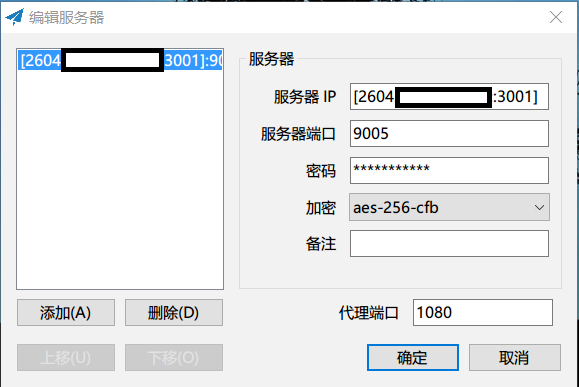 编辑服务器
[2604 3001]:90
服务器
服务器 IP [2604 :3001]
服务器端口 9005
密码 ***********
加密 aes-256-cfb
备注
添加(A) 删除(D) 代理端口 1080
上移(U) 下移(O) 确定 取消